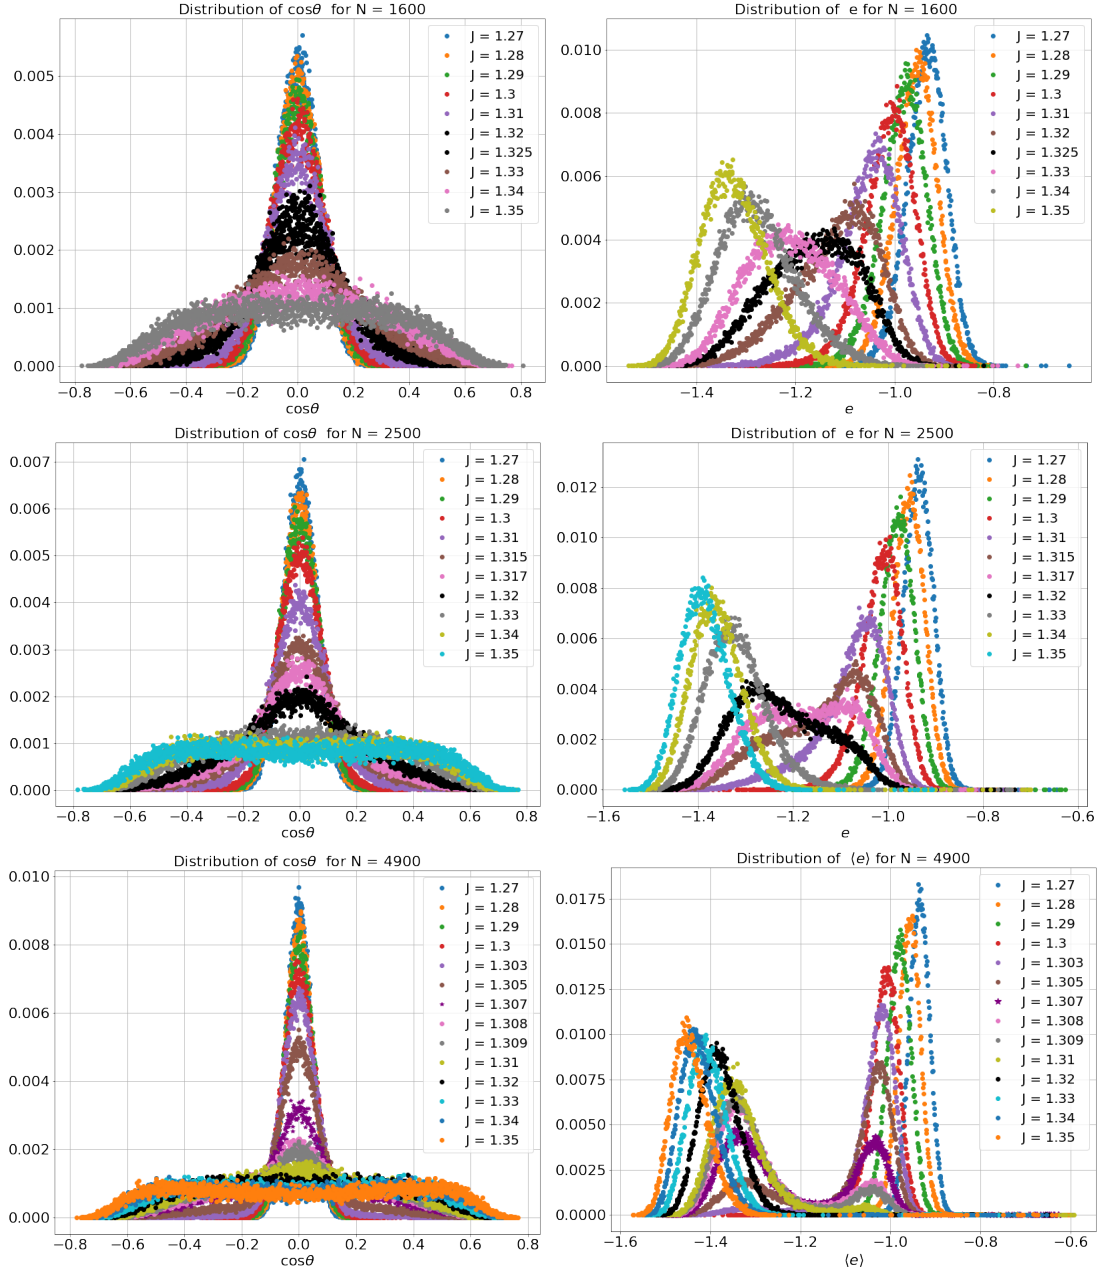 Distribution of cosθ for N = 1600
0.005
0.004
0.003
0.002
0.001
0.000
−0.8 −0.6 −0.4 −0.2 0.0 0.2 0.4 0.6 0.8
cosθ
J = 1.27
J = 1.28
J = 1.29
J = 1.3
J = 1.31
J = 1.32
J = 1.325
J = 1.33
J = 1.34
J = 1.35
Distribution of e for N = 1600
0.010
0.008
0.006
0.004
0.002
0.000
−1.4 −1.2 −1.0 −0.8
e
J = 1.27
J = 1.28
J = 1.29
J = 1.3
J = 1.31
J = 1.32
J = 1.325
J = 1.33
J = 1.34
J = 1.35
Distribution of cosθ for N = 2500
0.007
0.006
0.005
0.004
0.003
0.002
0.001
0.000
−0.8 −0.6 −0.4 −0.2 0.0 0.2 0.4 0.6 0.8
cosθ
J = 1.27
J = 1.28
J = 1.29
J = 1.3
J = 1.31
J = 1.315
J = 1.317
J = 1.32
J = 1.33
J = 1.34
J = 1.35
Distribution of e for N = 2500
0.012
0.010
0.008
0.006
0.004
0.002
0.000
−1.6 −1.4 −1.2 −1.0 −0.8 −0.6
e
J = 1.27
J = 1.28
J = 1.29
J = 1.3
J = 1.31
J = 1.315
J = 1.317
J = 1.32
J = 1.33
J = 1.34
J = 1.35
Distribution of cosθ for N = 4900
0.010
0.008
0.006
0.004
0.002
0.000
−0.8 −0.6 −0.4 −0.2 0.0 0.2 0.4 0.6 0.8
cosθ
J = 1.27
J = 1.28
J = 1.29
J = 1.3
J = 1.303
J = 1.305
J = 1.307
J = 1.308
J = 1.309
J = 1.31
J = 1.32
J = 1.33
J = 1.34
J = 1.35
Distribution of ⟨e⟩ for N = 4900
0.0175
0.0150
0.0125
0.0100
0.0075
0.0050
0.0025
0.0000
−1.6 −1.4 −1.2 −1.0 −0.8 −0.6
⟨e⟩
J = 1.27
J = 1.28
J = 1.29
J = 1.3
J = 1.303
J = 1.305
J = 1.307
J = 1.308
J = 1.309
J = 1.31
J = 1.32
J = 1.33
J = 1.34
J = 1.35